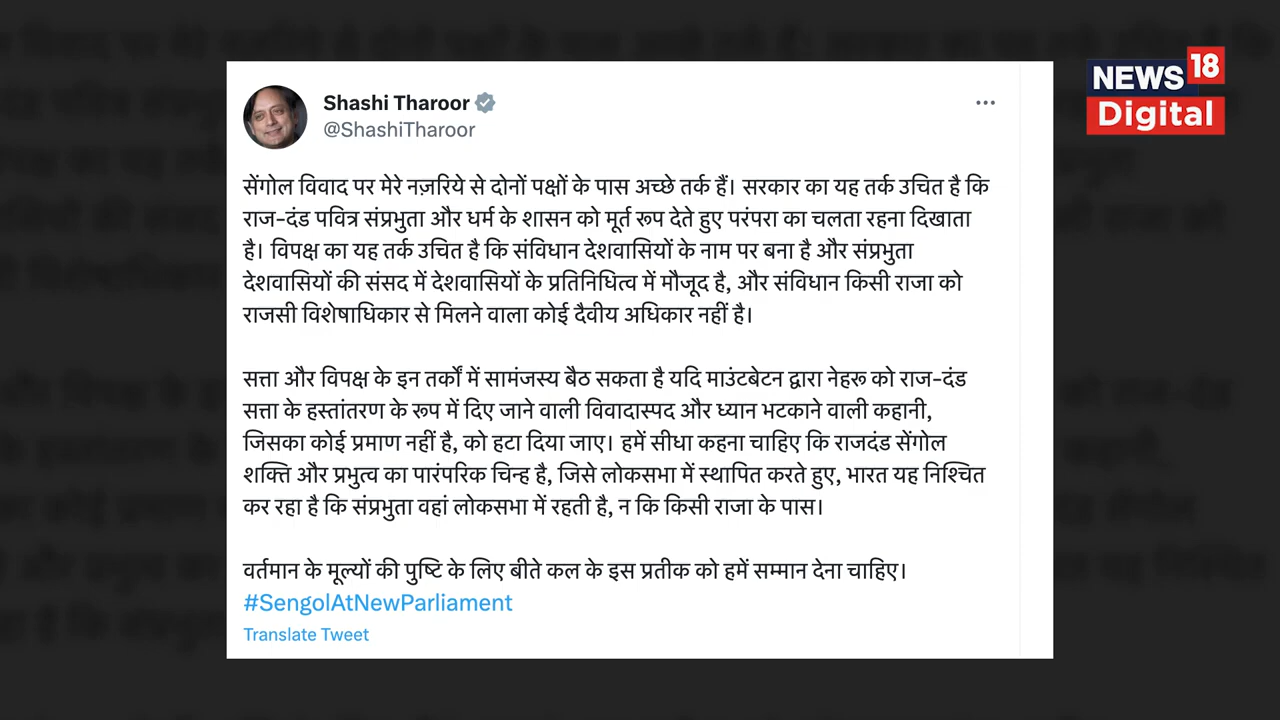 NEWS 18
Digital
Shashi Tharoor
@ShashiTharoor
सेंगोल विवाद पर मेरे नज़रिये से दोनों पक्षों के पास अच्छे तर्क हैं। सरकार का यह तर्क उचित है कि
राज-दंड पवित्र संप्रभुता और धर्म के शासन को मूर्त रूप देते हुए परंपरा का चलता रहना दिखाता
है। विपक्ष का यह तर्क उचित है कि संविधान देशवासियों के नाम पर बना है और संप्रभुता
देशवासियों की संसद में देशवासियों के प्रतिनिधित्व में मौजूद है, और संविधान किसी राजा को
राजसी विशेषाधिकार से मिलने वाला कोई दैवीय अधिकार नहीं है।
सत्ता और विपक्ष के इन तर्कों में सामंजस्य बैठ सकता है यदि माउंटबेटन द्वारा नेहरू को राज-दंड
सत्ता के हस्तांतरण के रूप में दिए जाने वाली विवादास्पद और ध्यान भटकाने वाली कहानी,
जिसका कोई प्रमाण नहीं है, को हटा दिया जाए। हमें सीधा कहना चाहिए कि राजदंड सेंगोल
शक्ति और प्रभुत्व का पारंपरिक चिन्ह है, जिसे लोकसभा में स्थापित करते हुए, भारत यह निश्चित
कर रहा है कि संप्रभुता वहां लोकसभा में रहती है, न कि किसी राजा के पास।
वर्तमान के मूल्यों की पुष्टि के लिए बीते कल के इस प्रतीक को हमें सम्मान देना चाहिए।
#SengolAtNewParliament
Translate Tweet